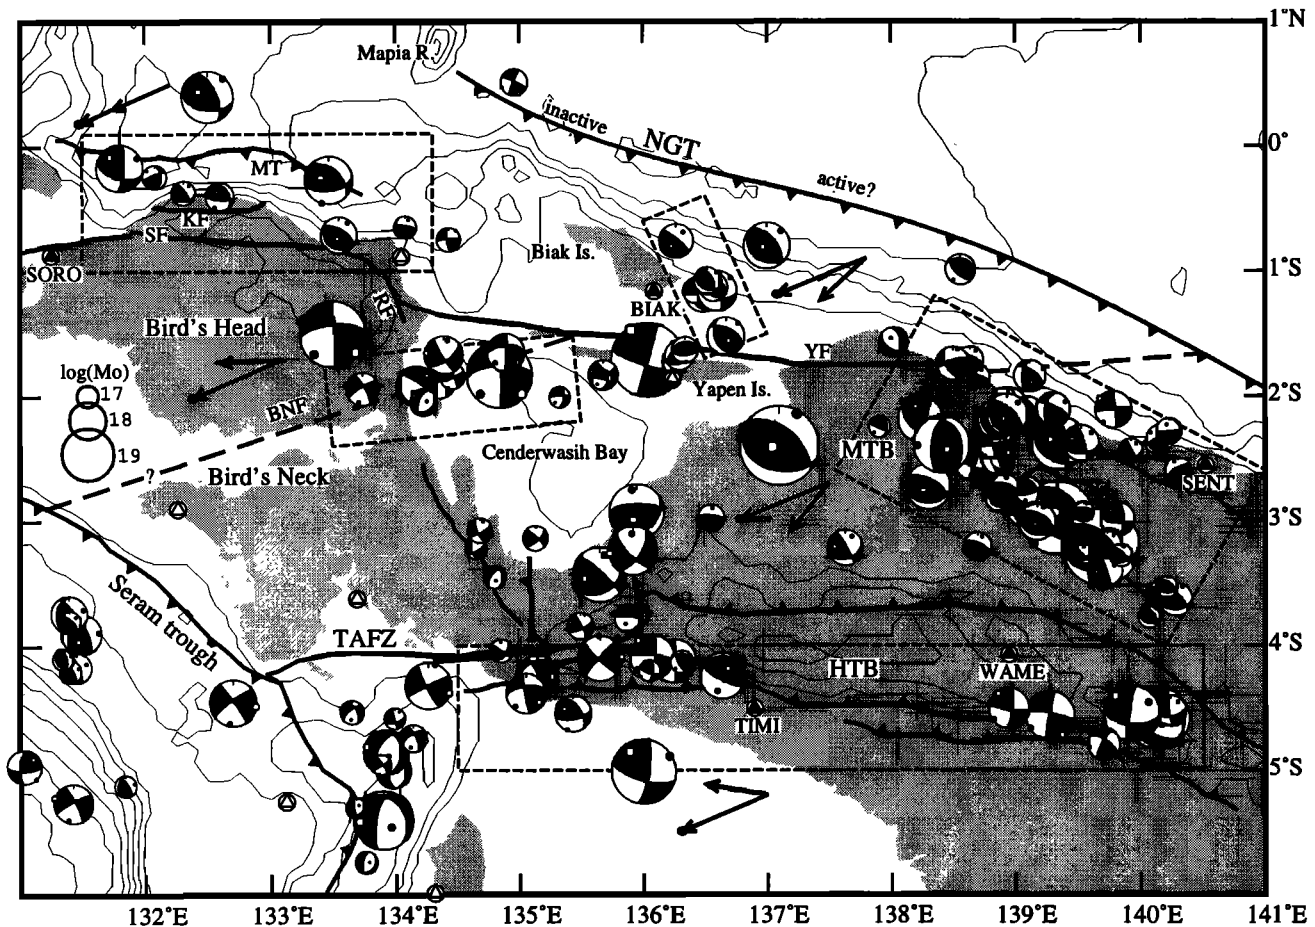 1˚N
Mapia R.
(inactive
NGT
0˚
MT
active?
KF
SF
Biak Is.
1˚S
SORO
RF
BIAK
Bird's Head
YF
log(Mo)
17
18
19
BNF
Yapen Is.
2˚S
MTB
Cenderwasih Bay
?
Bird's Neck
SENT
3˚S
Seram trough
TAFZ
4˚S
HTB
WAME
TIMI
5˚S
132˚E
133˚E
134˚E
135˚E
136˚E
137˚E
138˚E
139˚E
140˚E
141˚E